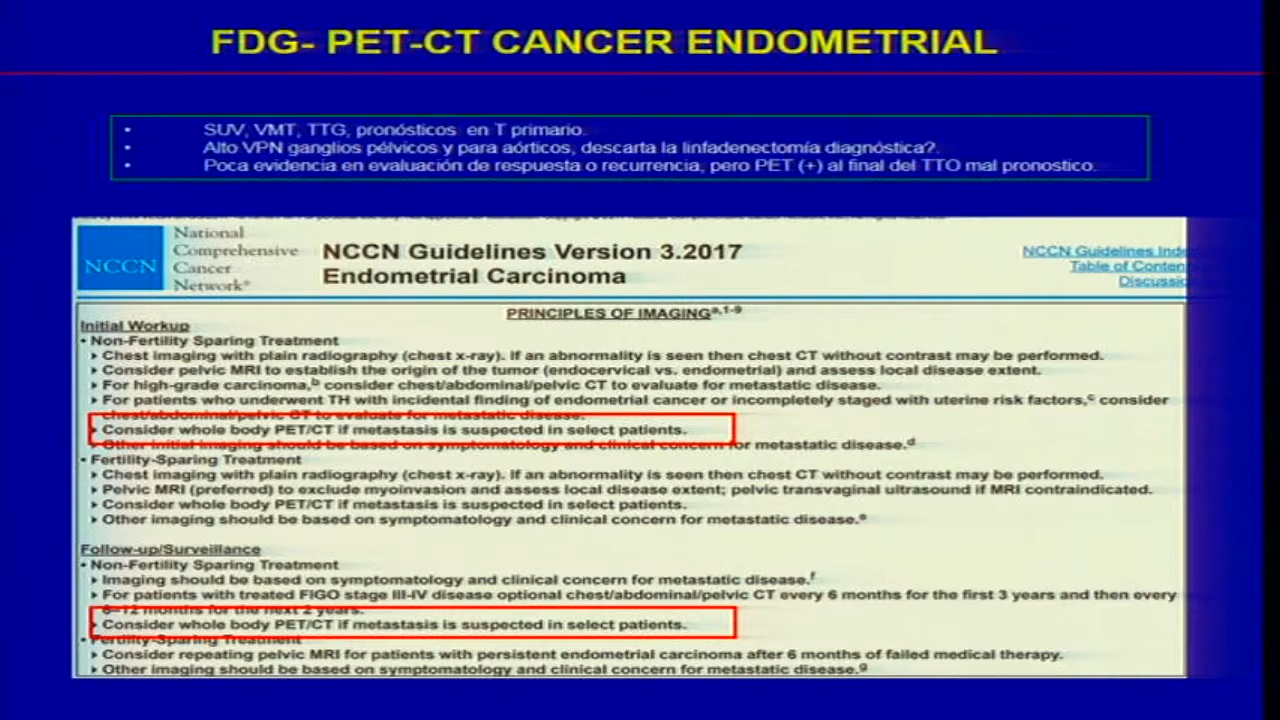 FDG- PET-CT CANCER ENDOMETRIAL
• SUV, VMT, TTG, pronósticos en T primario.
• Alto VPN ganglios pélvicos y para aórticos, descarta la linfadenectomía diagnóstica?.
• Poca evidencia en evaluación de respuesta o recurrencia, pero PET (+) al final del TTO mal pronostico.
NCCN
National
Comprehensive
Cancer
Network®
NCCN Guidelines Version 3.2017
Endometrial Carcinoma
NCCN Guidelines Inde
Table of Conten
Discussio
PRINCIPLES OF IMAGINGa,1-9
Initial Workup
• Non-Fertility Sparing Treatment
▸ Chest imaging with plain radiography (chest x-ray). If an abnormality is seen then chest CT without contrast may be performed.
▸ Consider pelvic MRI to establish the origin of the tumor (endocervical vs. endometrial) and assess local disease extent.
▸ For high-grade carcinoma,b consider chest/abdominal/pelvic CT to evaluate for metastatic disease.
▸ For patients who underwent TH with incidental finding of endometrial cancer or incompletely staged with uterine risk factors,c consider
chest/abdominal/pelvic CT to evaluate for metastatic disease.
▸ Consider whole body PET/CT if metastasis is suspected in select patients.
▸ Other initial imaging should be based on symptomatology and clinical concern for metastatic disease.d
• Fertility-Sparing Treatment
▸ Chest imaging with plain radiography (chest x-ray). If an abnormality is seen then chest CT without contrast may be performed.
▸ Pelvic MRI (preferred) to exclude myoinvasion and assess local disease extent; pelvic transvaginal ultrasound if MRI contraindicated.
▸ Consider whole body PET/CT if metastasis is suspected in select patients.
▸ Other imaging should be based on symptomatology and clinical concern for metastatic disease.e
Follow-up/Surveillance
• Non-Fertility Sparing Treatment
▸ Imaging should be based on symptomatology and clinical concern for metastatic disease.f
▸ For patients with treated FIGO stage III-IV disease optional chest/abdominal/pelvic CT every 6 months for the first 3 years and then every
6–12 months for the next 2 years.
▸ Consider whole body PET/CT if metastasis is suspected in select patients.
• Fertility-Sparing Treatment
▸ Consider repeating pelvic MRI for patients with persistent endometrial carcinoma after 6 months of failed medical therapy.
▸ Other imaging should be based on symptomatology and clinical concern for metastatic disease.g